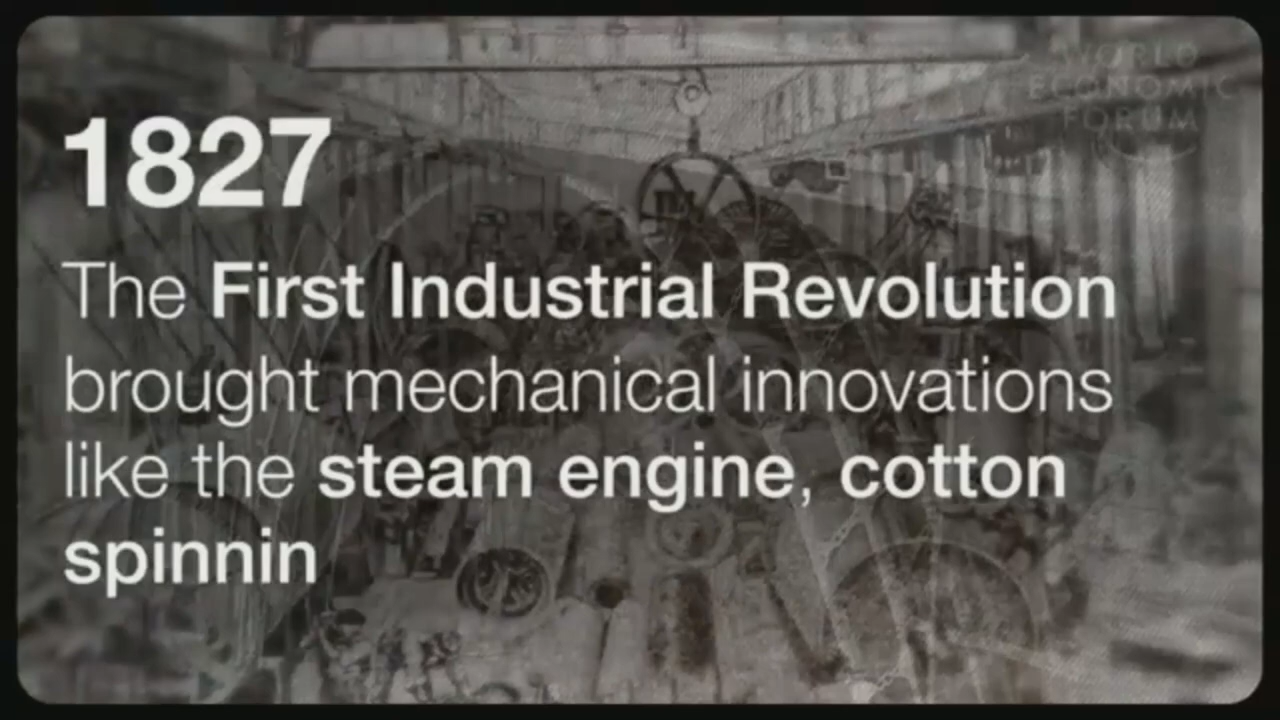 WORLD
ECONOMIC
FORUM
1827
The First Industrial Revolution
brought mechanical innovations
like the steam engine, cotton
spinnin